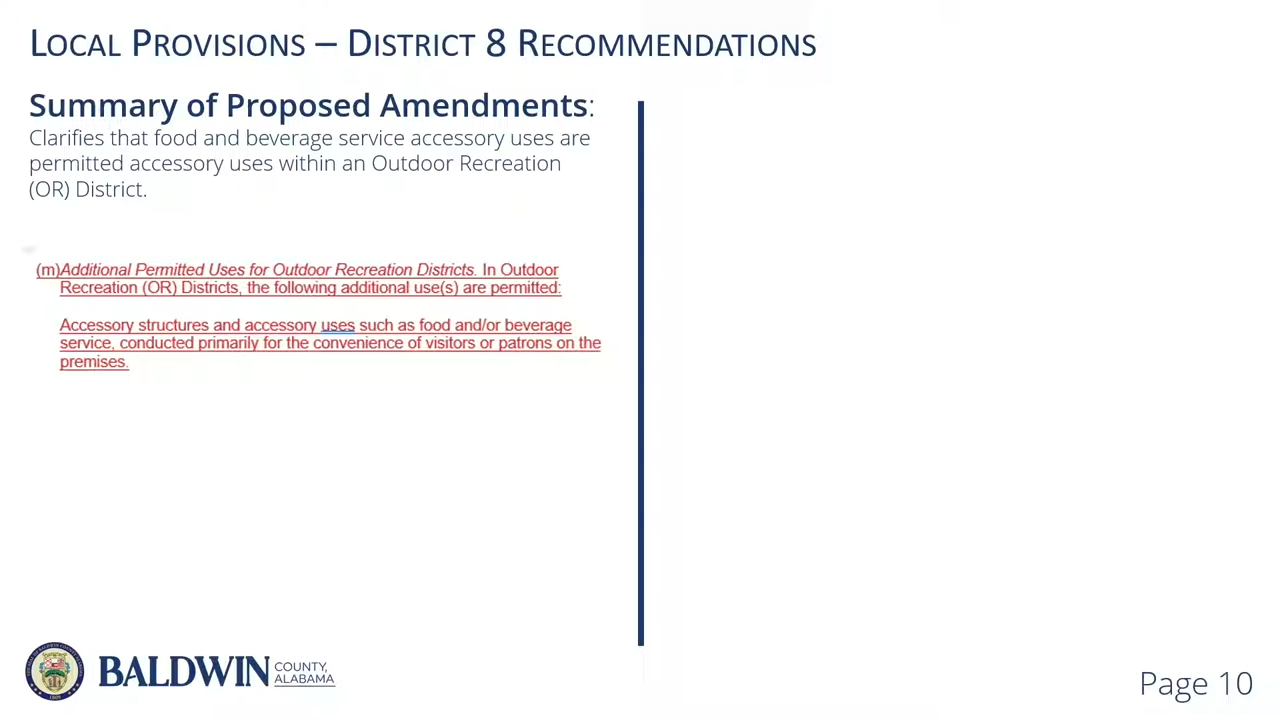 LOCAL PROVISIONS – DISTRICT 8 RECOMMENDATIONS
Summary of Proposed Amendments:
Clarifies that food and beverage service accessory uses are
permitted accessory uses within an Outdoor Recreation
(OR) District.
(m)Additional Permitted Uses for Outdoor Recreation Districts. In Outdoor
Recreation (OR) Districts, the following additional use(s) are permitted:
Accessory structures and accessory uses such as food and/or beverage
service, conducted primarily for the convenience of visitors or patrons on the
premises.
BALDWIN
COUNTY,
ALABAMA
Page 10